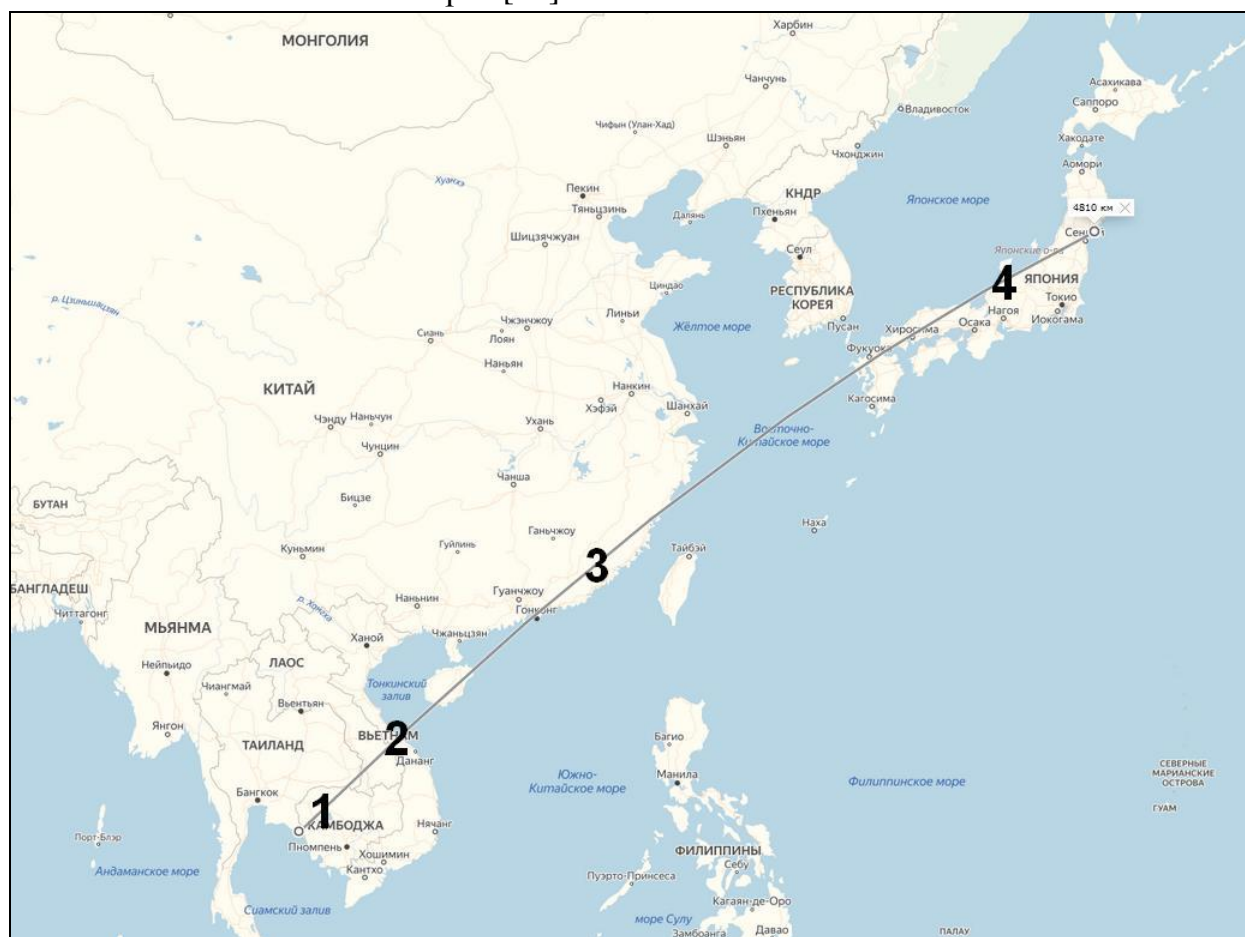 Харбин
МОНГОЛИЯ
Асахикава
Чанчунь
Саппоро
Владивосток
Чифын (Улан-Хад)
Шэньян
Хакодате
Чхонджин
Аомори
Хуанхэ
Пекин
КНДР
Японское море
4810 км
Тяньцзинь
Далянь
Пхеньян
Шицзячжуан
Сеул
Японские о-ва
4
ЯПОНИЯ
Циндао
РЕСПУБЛИКА
КОРЕЯ
р. Цзиньшацзян
Токио
Нагоя
Линьи
Чжэнчжоу
Иокогама
Жёлтое море
Пусан
Хиросима
Осака
Сиань
Лоян
Фукуока
Наньян
КИТАЙ
Нанкин
Кагосима
Хэфэй
Шанхай
Чэнду
Наньчун
Ухань
Восточно-
Китайское море
Чунцин
Чанша
Бицзе
БУТАН
Наха
Ганьчжоу
Гуйлинь
Тайбэй
Куньмин
3
БАНГЛАДЕШ
Гуанчжоу
Наньнин
р. Хонгха
Читтагонг
Гонконг
МЬЯНМА
Ханой
Чжаньцзян
Нейпьидо
ЛАОС
Тонкинский
залив
Чиангмай
Вьентьян
Янгон
2
ВЬЕТНАМ
Багио
ТАИЛАНД
Дананг
СЕВЕРНЫЕ
МАРИАНСКИЕ
ОСТРОВА
Южно-
Китайское море
Манила
Филиппинское море
Бангкок
1
ГУАМ
КАМБОДЖА
Нячанг
Порт-Блэр
Пномпень
Хошимин
ФИЛИППИНЫ
Себу
Кантхо
Андаманское море
Пуэрто-Принсеса
Кагаян-де-Оро
Сиамский залив
море Сулу
Давао
Замбоанга
ПАЛАУ